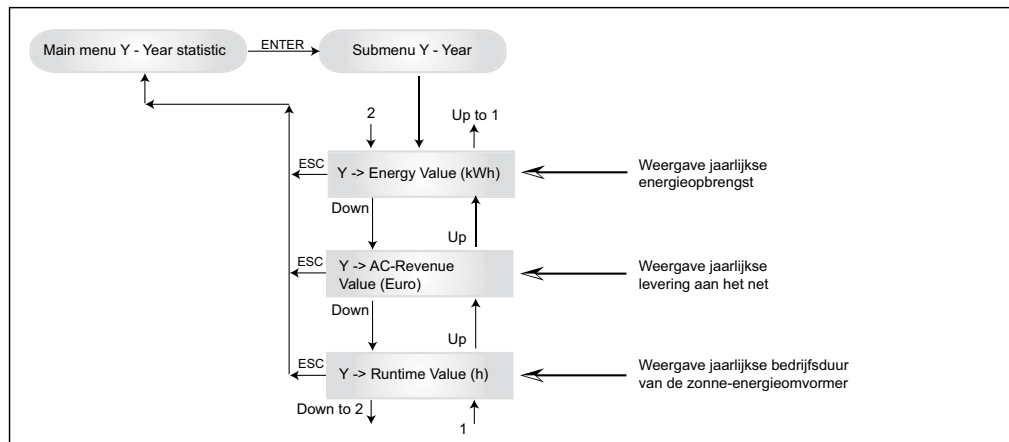 Main menu Y - Year statistic
ENTER
Submenu Y - Year
2
Up to 1
ESC
Y -> Energy Value (kWh)
Weergave jaarlijkse
energieopbrengst
Down
Up
ESC
Y -> AC-Revenue
Value (Euro)
Weergave jaarlijkse
levering aan het net
Down
Up
ESC
Y -> Runtime Value (h)
Weergave jaarlijkse bedrijfsduur
van de zonne-energieomvormer
Down to 2
1